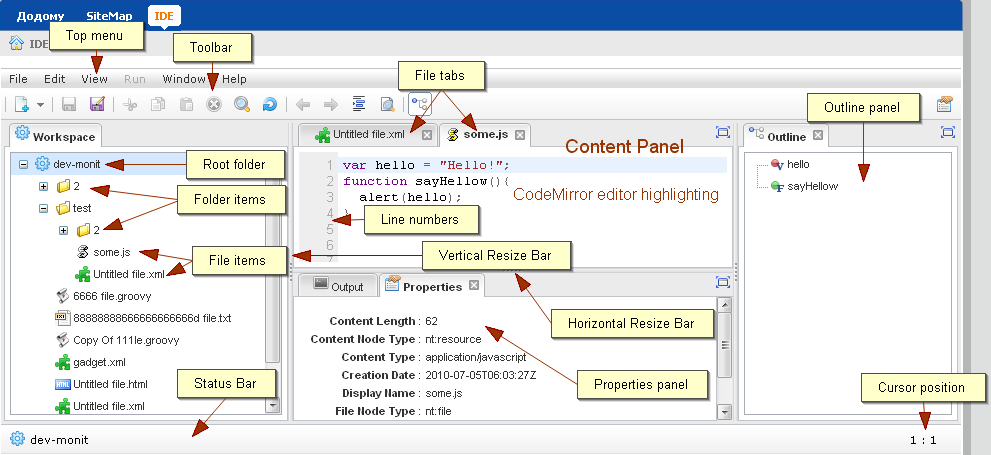 Додому SiteMap IDE
IDE
Top menu
Toolbar
File Edit View Run Window Help
File tabs
Outline panel
Workspace
Untitled file.xml
some.js
Outline
Content Panel
dev-monit
Root folder
2
Folder items
test
2
some.js
File items
Untitled file.xml
6666 file.groovy
88888888666666666666d file.txt
Copy Of 111le.groovy
gadget.xml
Untitled file.html
Untitled file.xml
1 var hello = "Hello!";
2 function sayHellow(){
3 alert(hello);
4 }
5
6
7
CodeMirror editor highlighting
Line numbers
Vertical Resize Bar
hello
sayHellow
Output
Properties
Horizontal Resize Bar
Content Length : 62
Content Node Type : nt:resource
Content Type : application/javascript
Creation Date : 2010-07-05T06:03:27Z
Display Name : some.js
File Node Type : nt:file
Properties panel
Status Bar
Cursor position
dev-monit
1 : 1